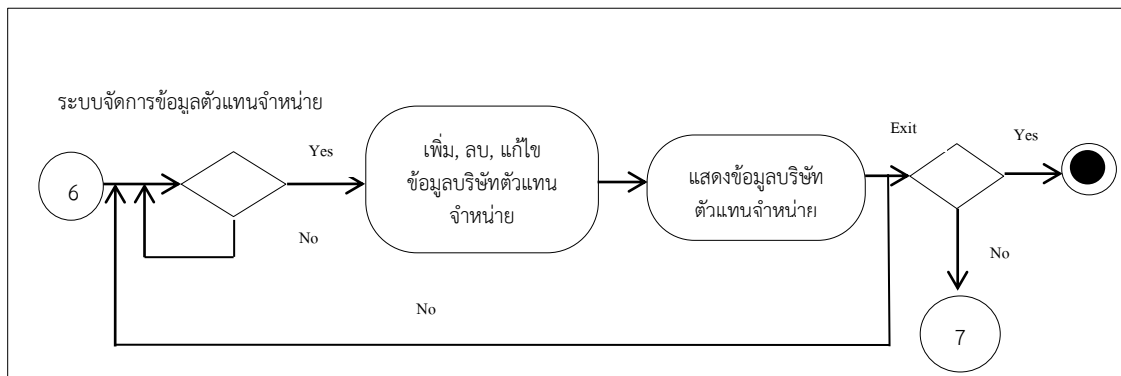 ระบบจัดการข้อมูลตัวแทนจำหน่าย
6
Yes
No
เพิ่ม, ลบ, แก้ไข
ข้อมูลบริษัทตัวแทน
จำหน่าย
แสดงข้อมูลบริษัท
ตัวแทนจำหน่าย
Exit
Yes
No
No
7